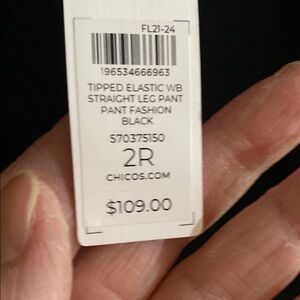 FL21-24
196534666963
TIPPED ELASTIC WB
STRAIGHT LEG PANT
PANT FASHION
BLACK
570375150
2R
CHICOS.COM
$109.00